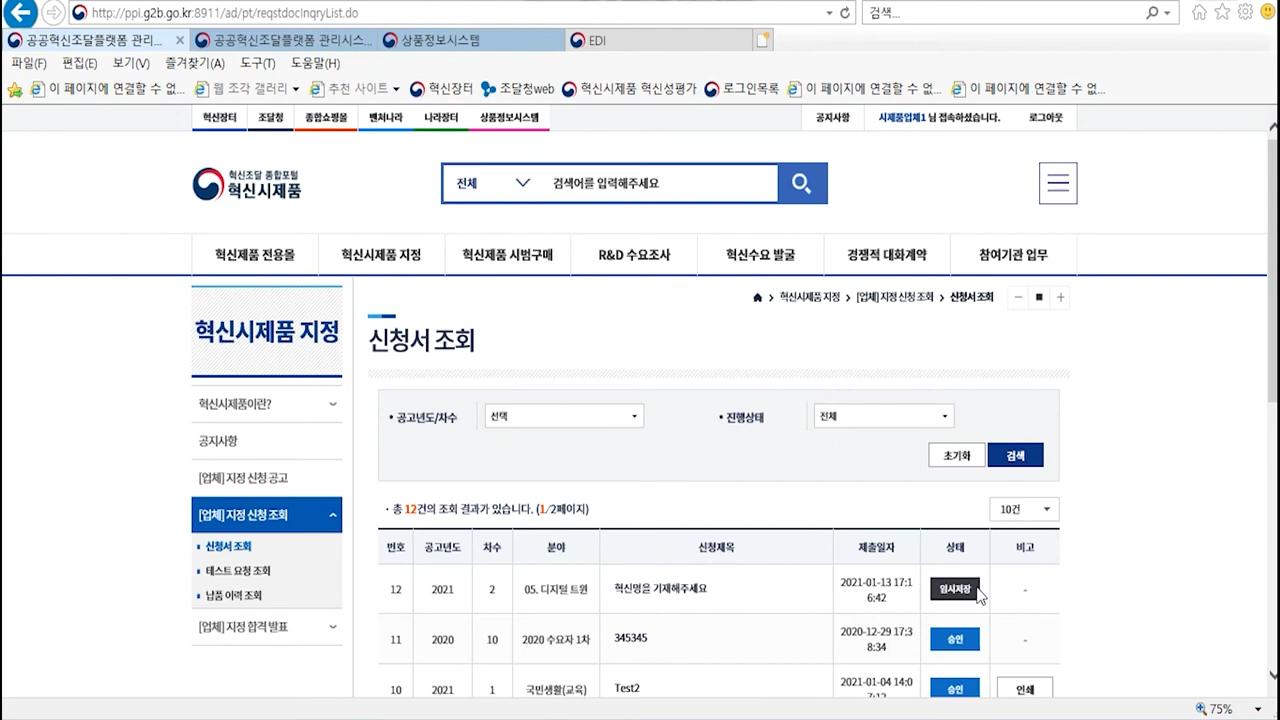 http://ppi.g2b.go.kr:8911/ad/pt/reqstdocInqryList.do
검색...
공공혁신조달플랫폼 관리...
공공혁신조달플랫폼 관리시스...
상품정보시스템
EDI
파일(F) 편집(E) 보기(V) 즐겨찾기(A) 도구(T) 도움말(H)
이 페이지에 연결할 수 없... 웹 조각 갤러리 추천 사이트 혁신장터 조달청web 혁신시제품 혁신성평가 로그인목록 이 페이지에 연결할 수 없... 이 페이지에 연결할 수 없...
혁신장터 조달청 종합쇼핑몰 벤처나라 나라장터 상품정보시스템 공지사항 시제품업체1 님 접속하셨습니다. 로그아웃
혁신조달 종합포털
혁신시제품
전체 검색어를 입력해주세요
혁신제품 전용몰 혁신시제품 지정 혁신제품 시범구매 R&D 수요조사 혁신수요 발굴 경쟁적 대화계약 참여기관 업무
혁신시제품 지정 > [업체] 지정 신청 조회 > 신청서 조회
혁신시제품 지정
혁신시제품이란?
공지사항
[업체] 지정 신청 공고
[업체] 지정 신청 조회
신청서 조회
테스트 요청 조회
납품 이력 조회
[업체] 지정 합격 발표
신청서 조회
• 공고년도/차수 선택 • 진행상태 전체
초기화 검색
· 총 12건의 조회 결과가 있습니다. (1/2페이지) 10건
번호 공고년도 차수 분야 신청제목 제출일자 상태 비고
12 2021 2 05. 디지털 트윈 혁신명을 기재해주세요 2021-01-13 17:1
6:42 임시저장 -
11 2020 10 2020 수요자 1차 345345 2020-12-29 17:3
8:34 승인 -
10 2021 1 국민생활(교육) Test2 2021-01-04 14:0
7:12 승인 인쇄
75%